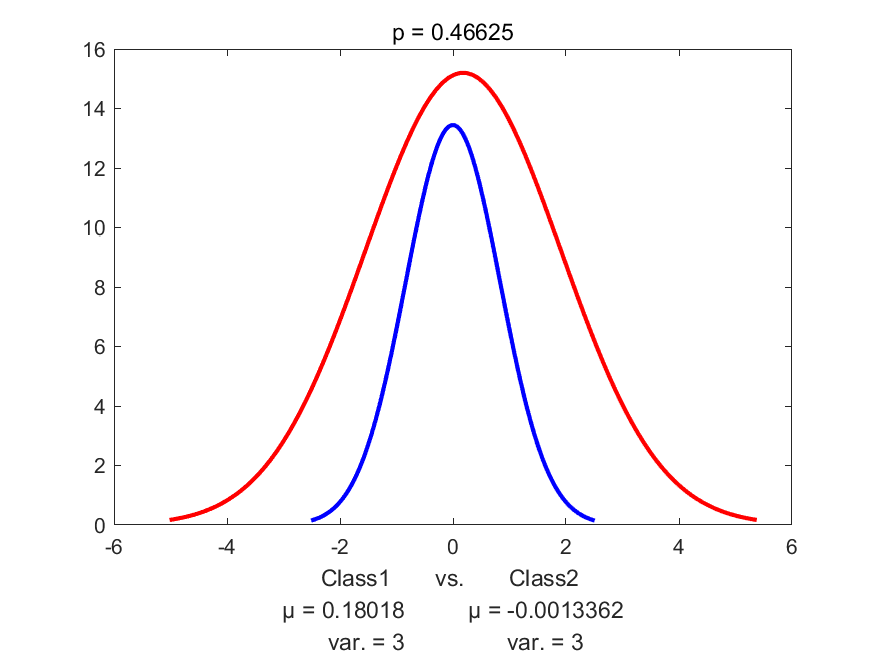 p = 0.46625
16
14
12
10
8
6
4
2
0
-6 -4 -2 0 2 4 6
Class1 vs. Class2
μ = 0.18018 μ = -0.0013362
var. = 3 var. = 3